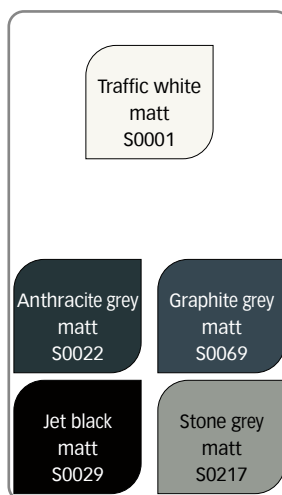 Traffic white
matt
S0001
Anthracite grey
matt
S0022
Graphite grey
matt
S0069
Jet black
matt
S0029
Stone grey
matt
S0217